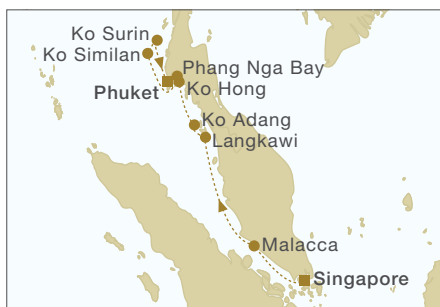 Ko Surin
Ko Similan
Phang Nga Bay
Phuket
Ko Hong
Ko Adang
Langkawi
Malacca
Singapore